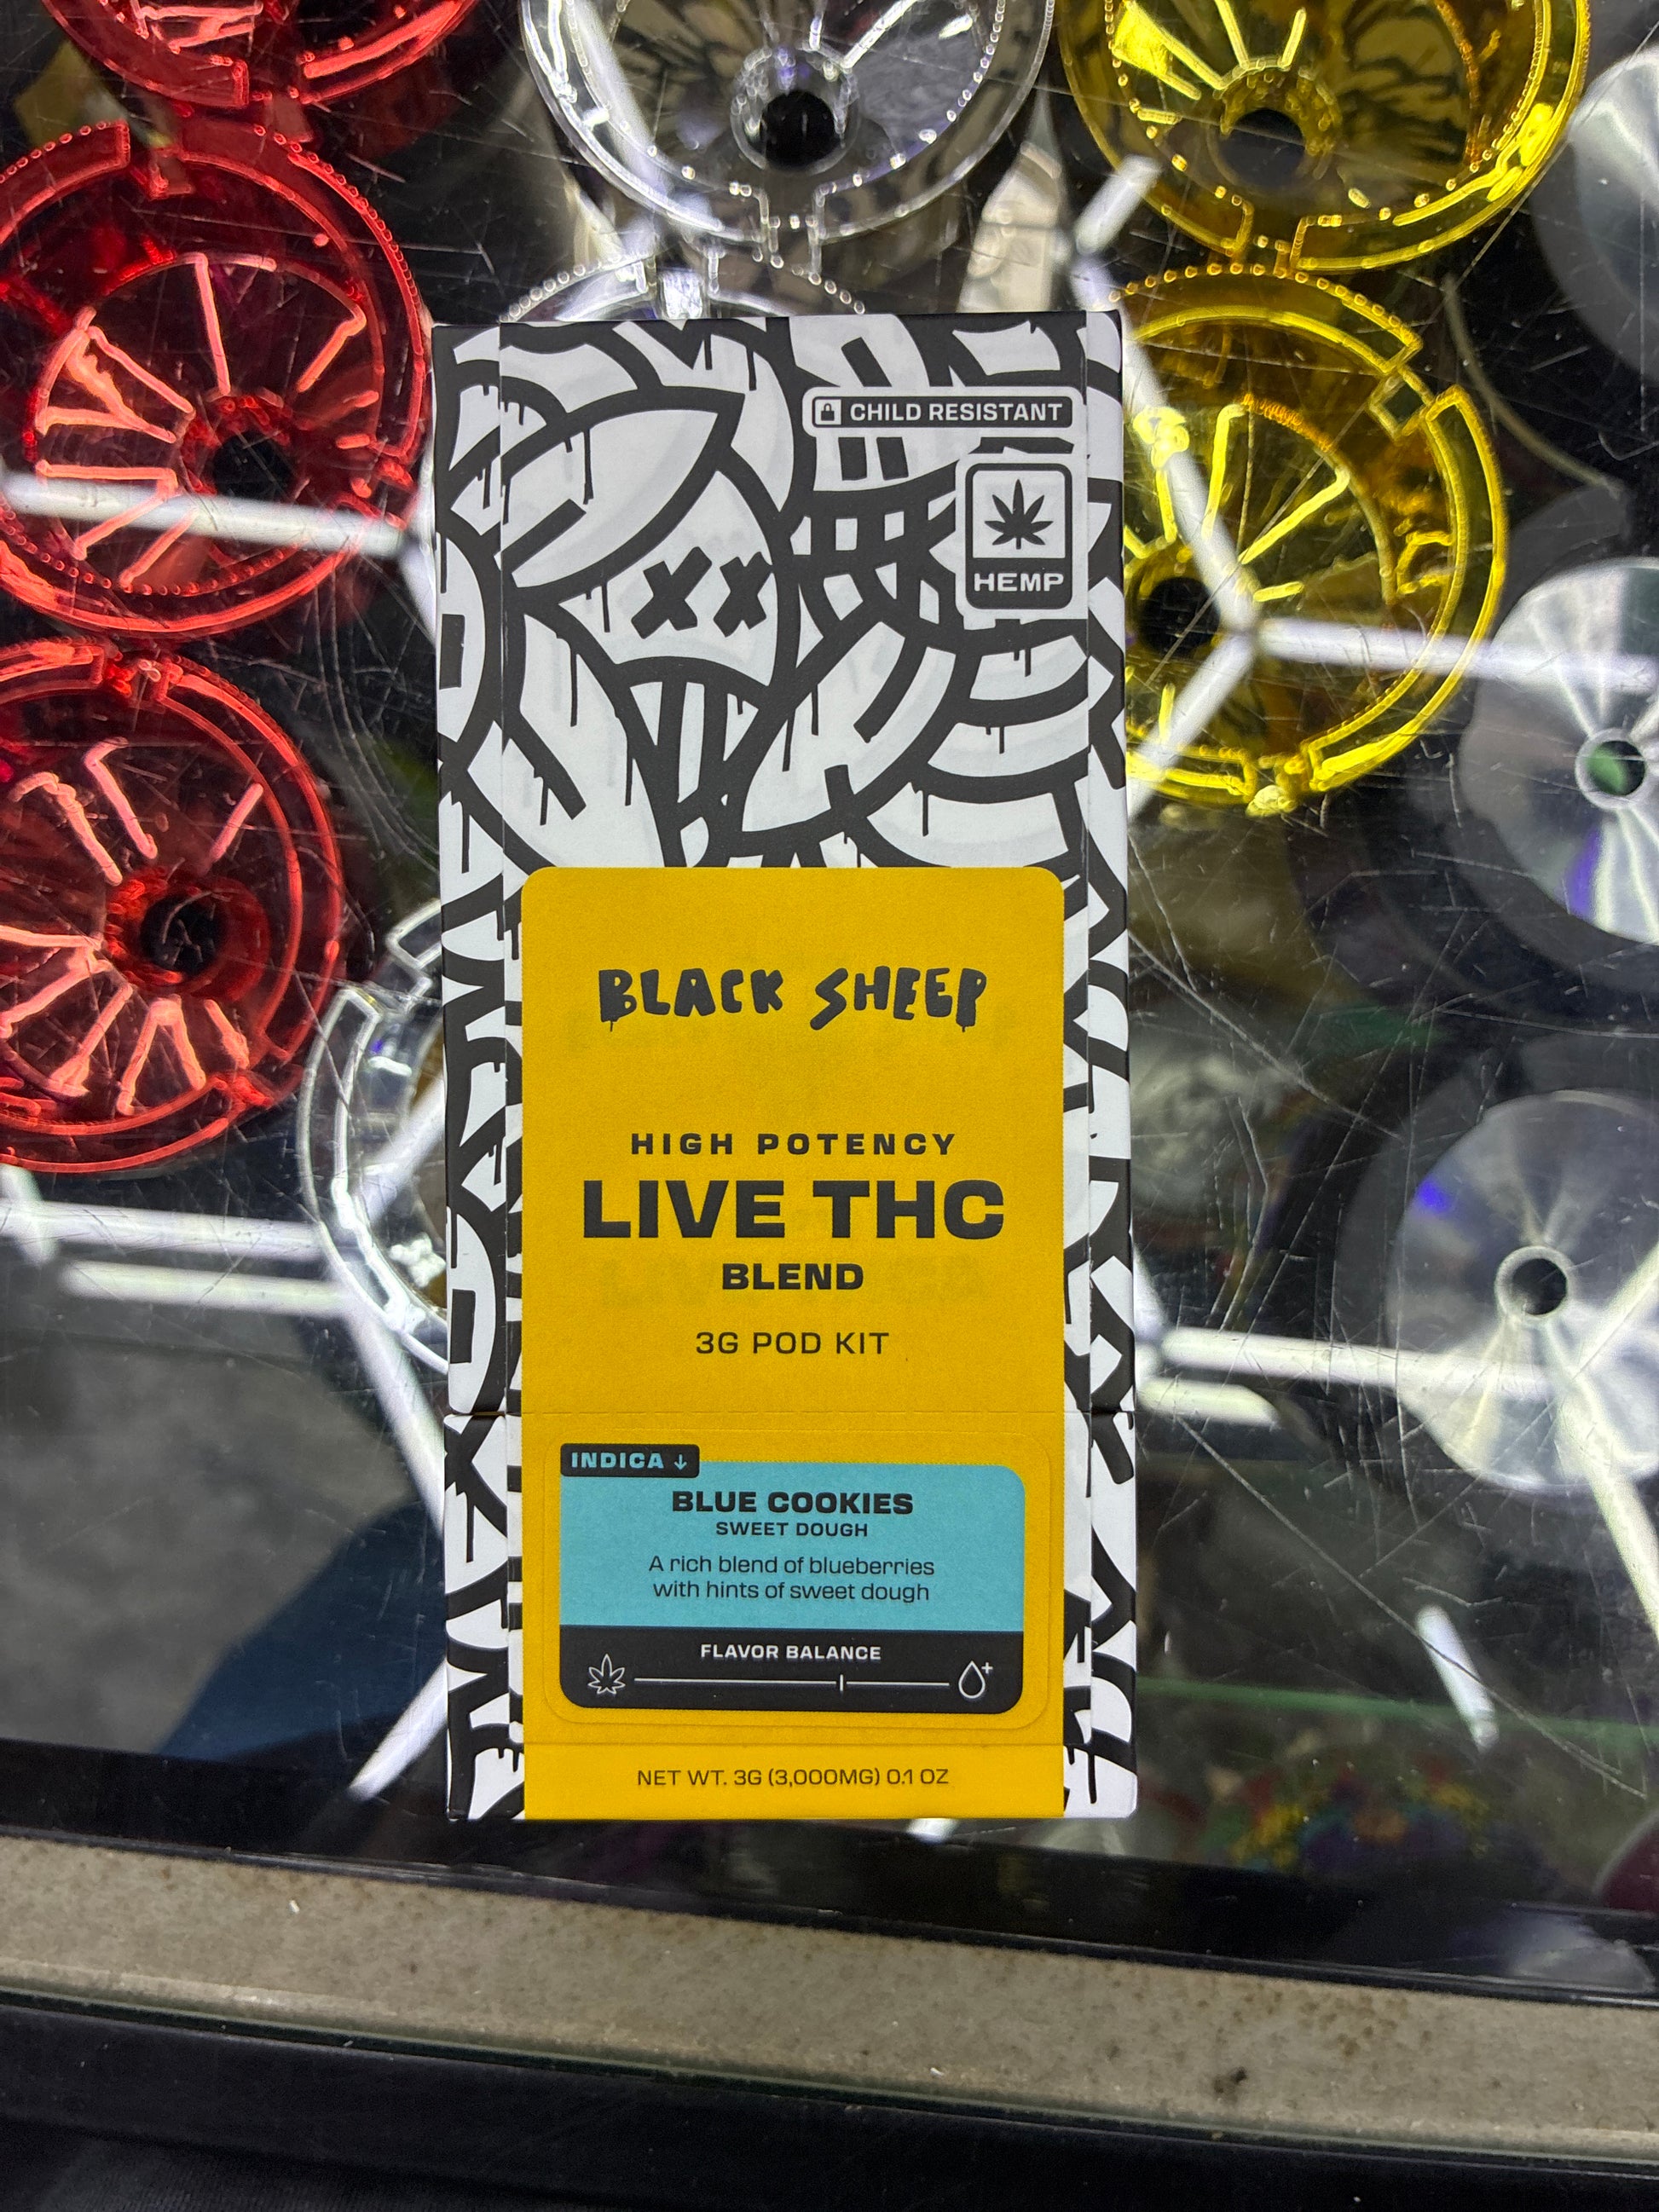 CHILD RESISTANT
HEMP
BLACK SHEEP
HIGH POTENCY
LIVE THC
BLEND
3G POD KIT
INDICA ↓
BLUE COOKIES
SWEET DOUGH
A rich blend of blueberries
with hints of sweet dough
FLAVOR BALANCE
NET WT. 3G (3,000MG) 0.1 OZ